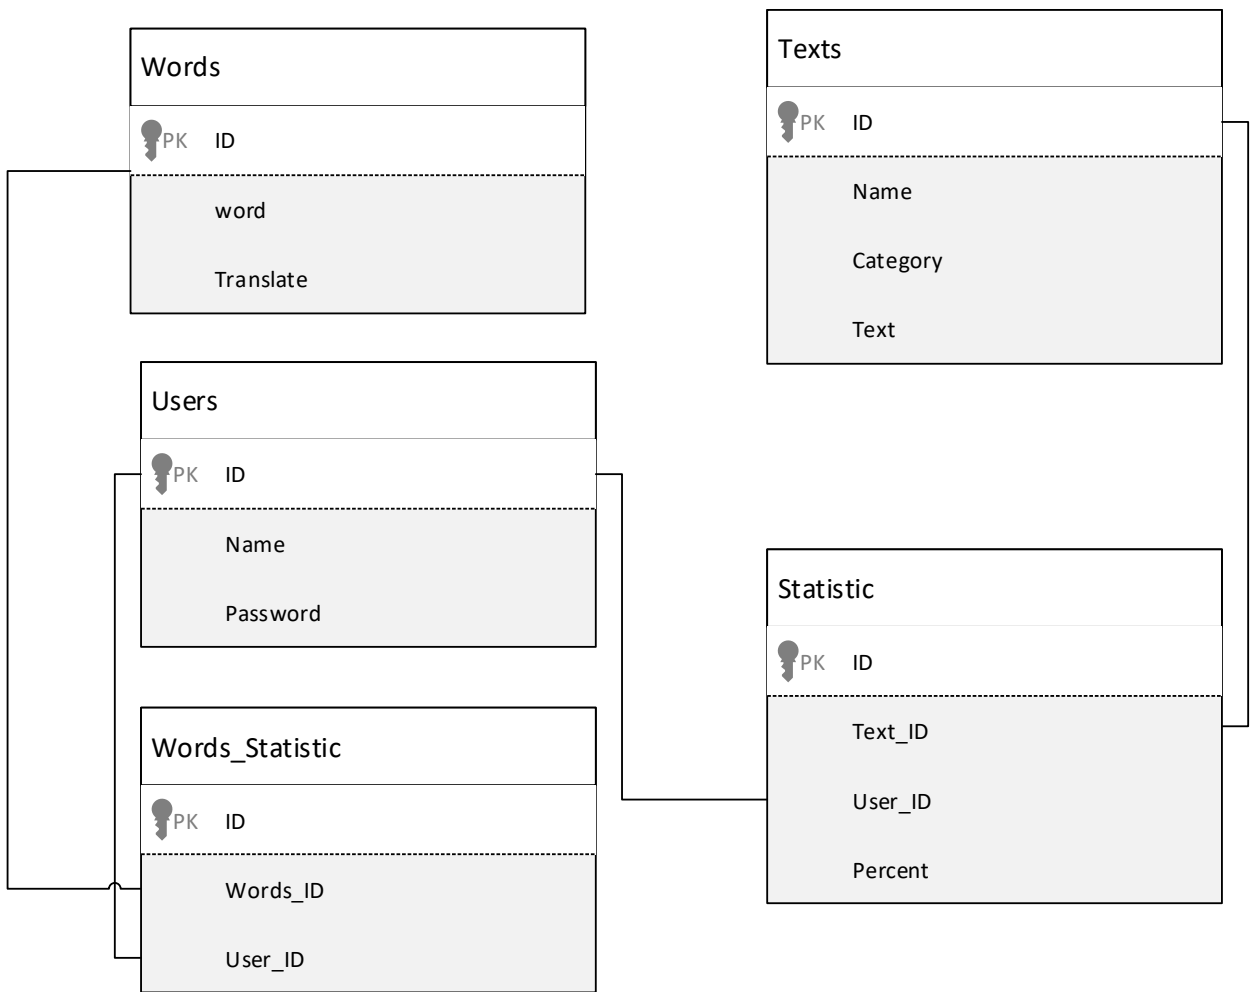 Words
PK ID
word
Translate
Users
PK ID
Name
Password
Words_Statistic
PK ID
Words_ID
User_ID
Texts
PK ID
Name
Category
Text
Statistic
PK ID
Text_ID
User_ID
Percent